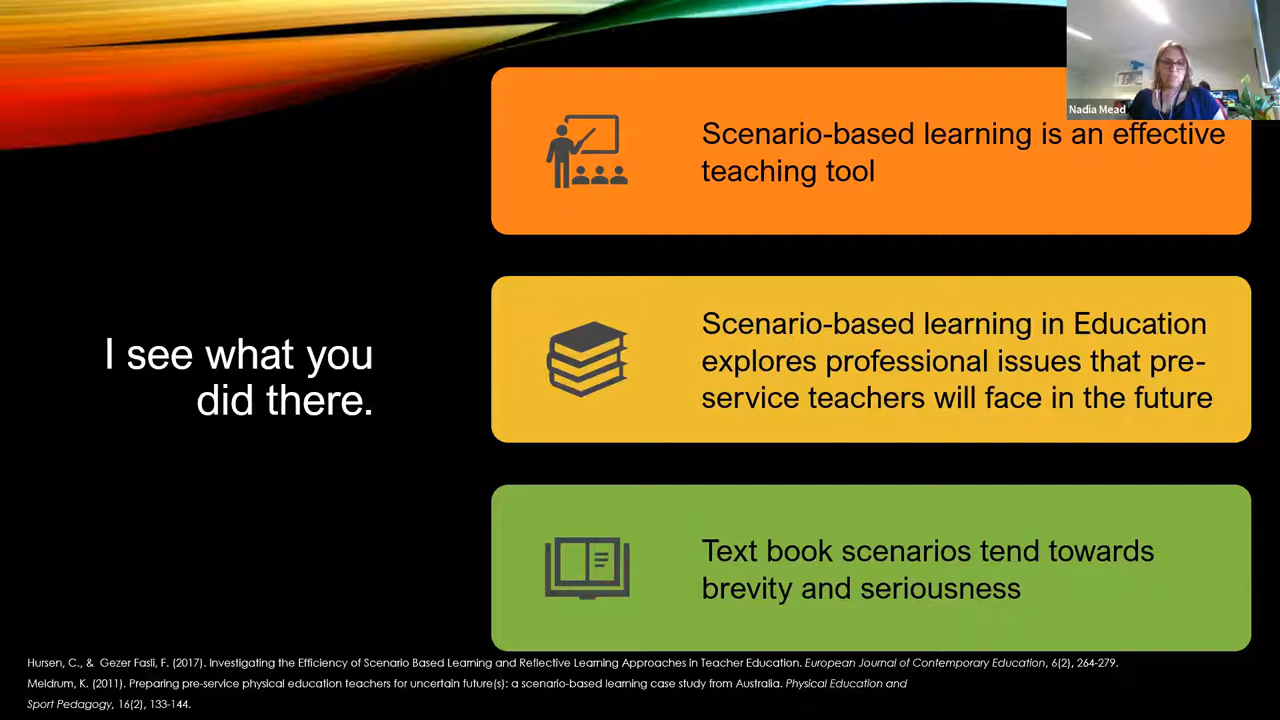 Nadia Mead
Scenario-based learning is an effective
teaching tool
I see what you
did there.
Scenario-based learning in Education
explores professional issues that pre-
service teachers will face in the future
Text book scenarios tend towards
brevity and seriousness
Hursen, C., & Gezer Fasli, F. (2017). Investigating the Efficiency of Scenario Based Learning and Reflective Learning Approaches in Teacher Education. European Journal of Contemporary Education, 6(2), 264-279.
Meldrum, K. (2011). Preparing pre-service physical education teachers for uncertain future(s): a scenario-based learning case study from Australia. Physical Education and
Sport Pedagogy, 16(2), 133-144.